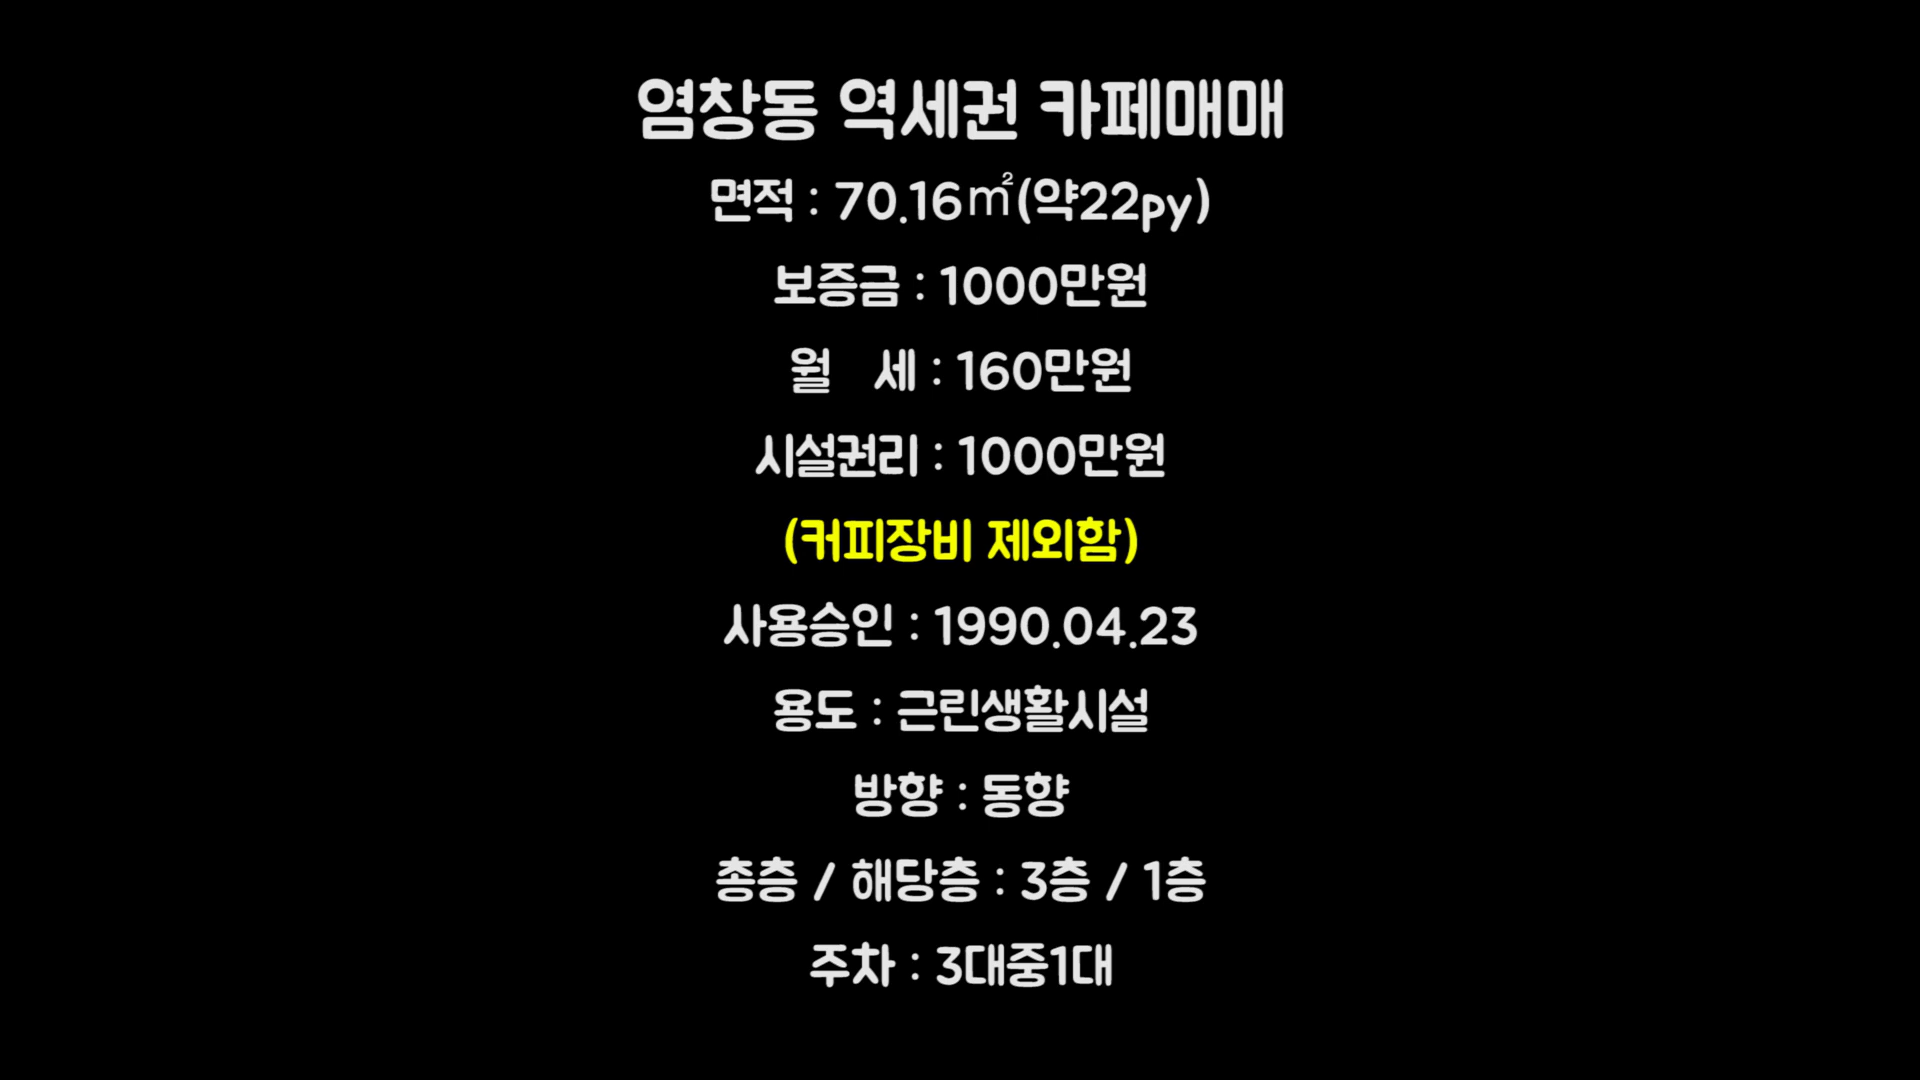 염창동 역세권 카페매매
면적 : 70.16㎡(약22py)
보증금 : 1000만원
월   세 : 160만원
시설권리 : 1000만원
(커피장비 제외함)
사용승인 : 1990.04.23
용도 : 근린생활시설
방향 : 동향
총층 / 해당층 : 3층 / 1층
주차 : 3대중1대